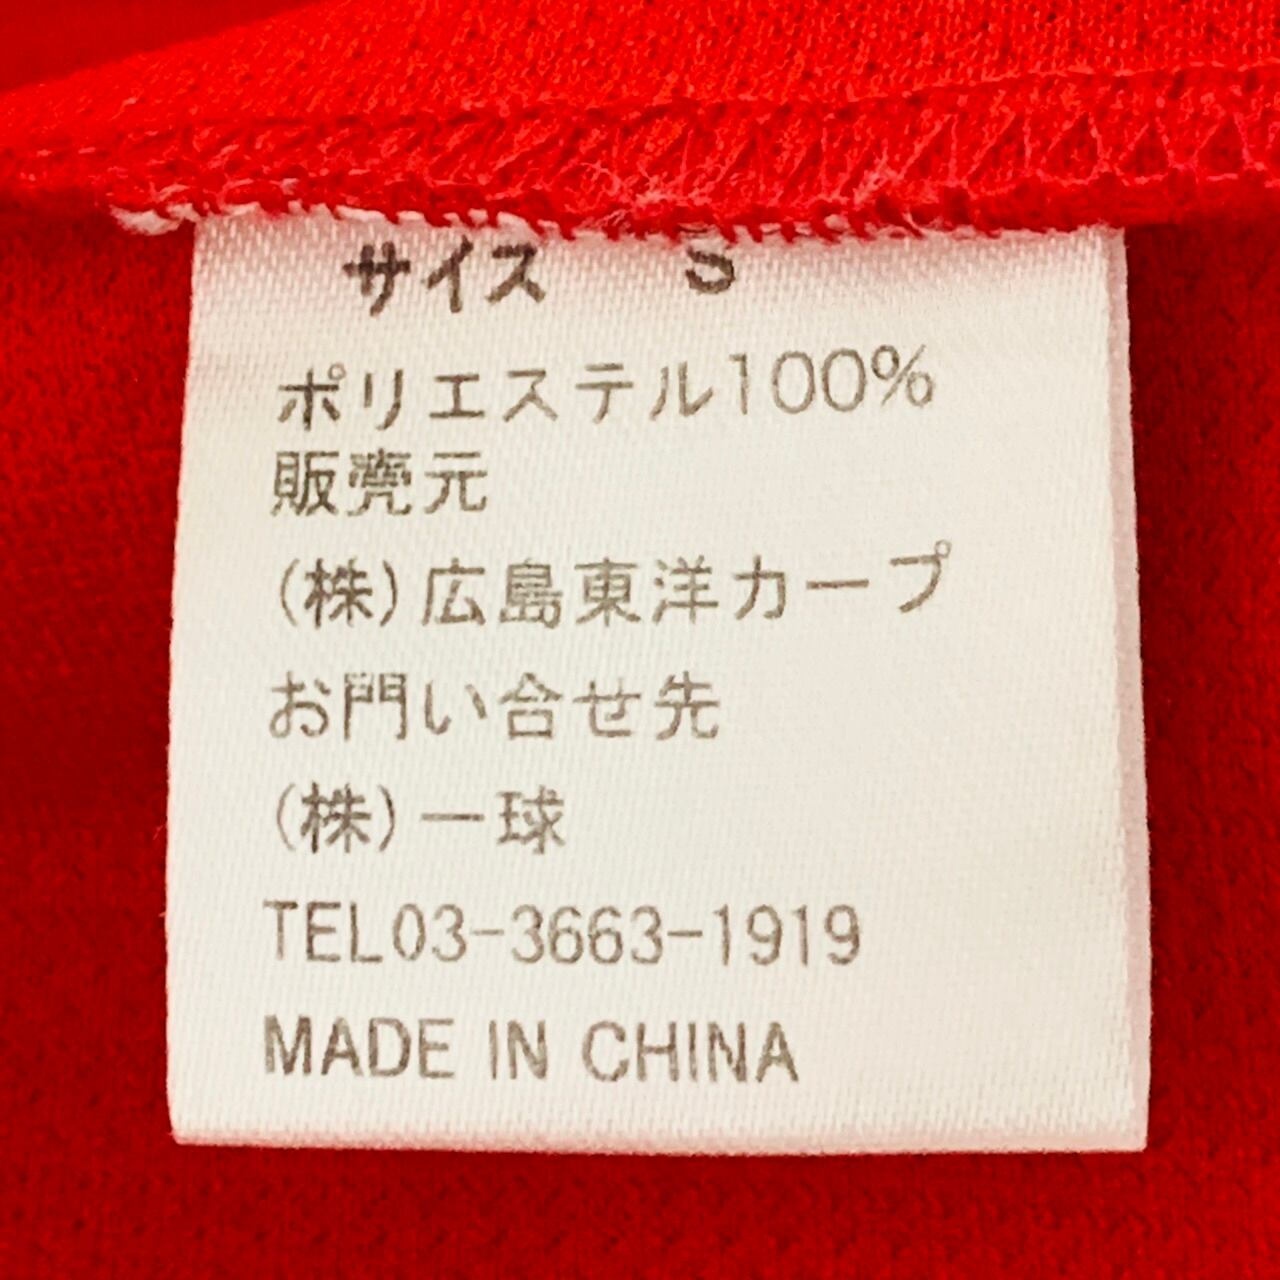 サイズ S
ポリエステル100%
販売元
(株)広島東洋カープ
お問い合せ先
(株)一球
TEL03-3663-1919
MADE IN CHINA